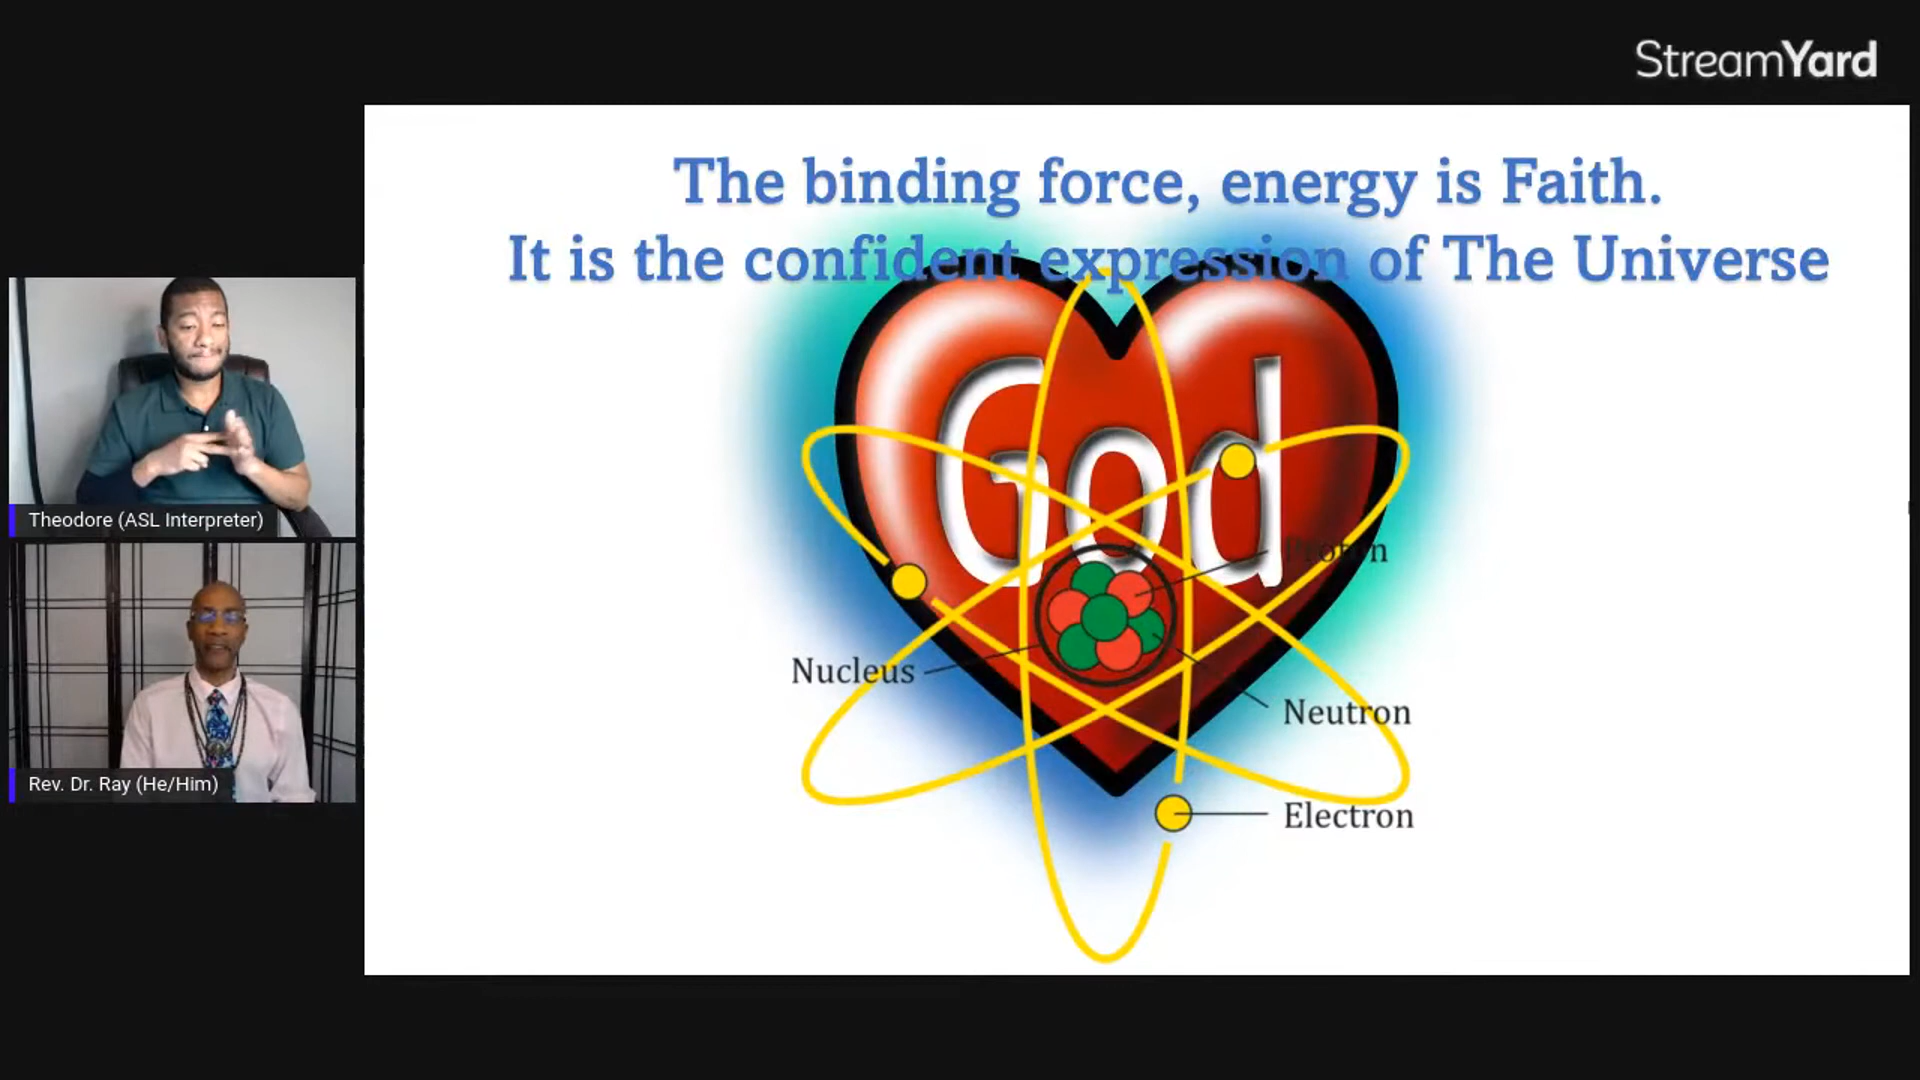 StreamYard
The binding force, energy is Faith.
It is the confident expression of The Universe
God
Proton
Nucleus
Neutron
Electron
Theodore (ASL Interpreter)
Rev. Dr. Ray (He/Him)